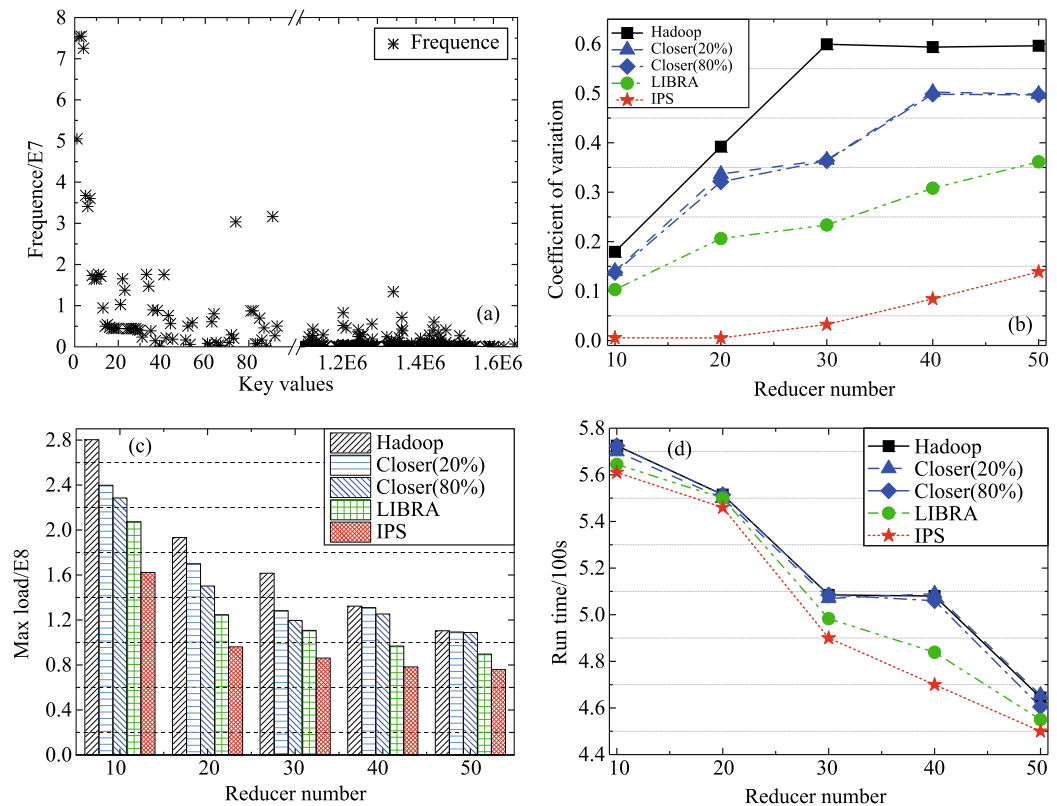 8
7
6
5
4
3
2
1
0
Frequence/E7
Frequence
(a)
0 20 40 60 80 1.2E6 1.4E6 1.6E6
Key values
0.6
0.5
0.4
0.3
0.2
0.1
0.0
Coefficient of variation
Hadoop
Closer(20%)
Closer(80%)
LIBRA
IPS
(b)
10 20 30 40 50
Reducer number
2.8
2.4
2.0
1.6
1.2
0.8
0.4
0.0
Max load/E8
(c)
Hadoop
Closer(20%)
Closer(80%)
LIBRA
IPS
10 20 30 40 50
Reducer number
5.8
5.6
5.4
5.2
5.0
4.8
4.6
4.4
Run time/100s
(d)
Hadoop
Closer(20%)
Closer(80%)
LIBRA
IPS
10 20 30 40 50
Reducer number